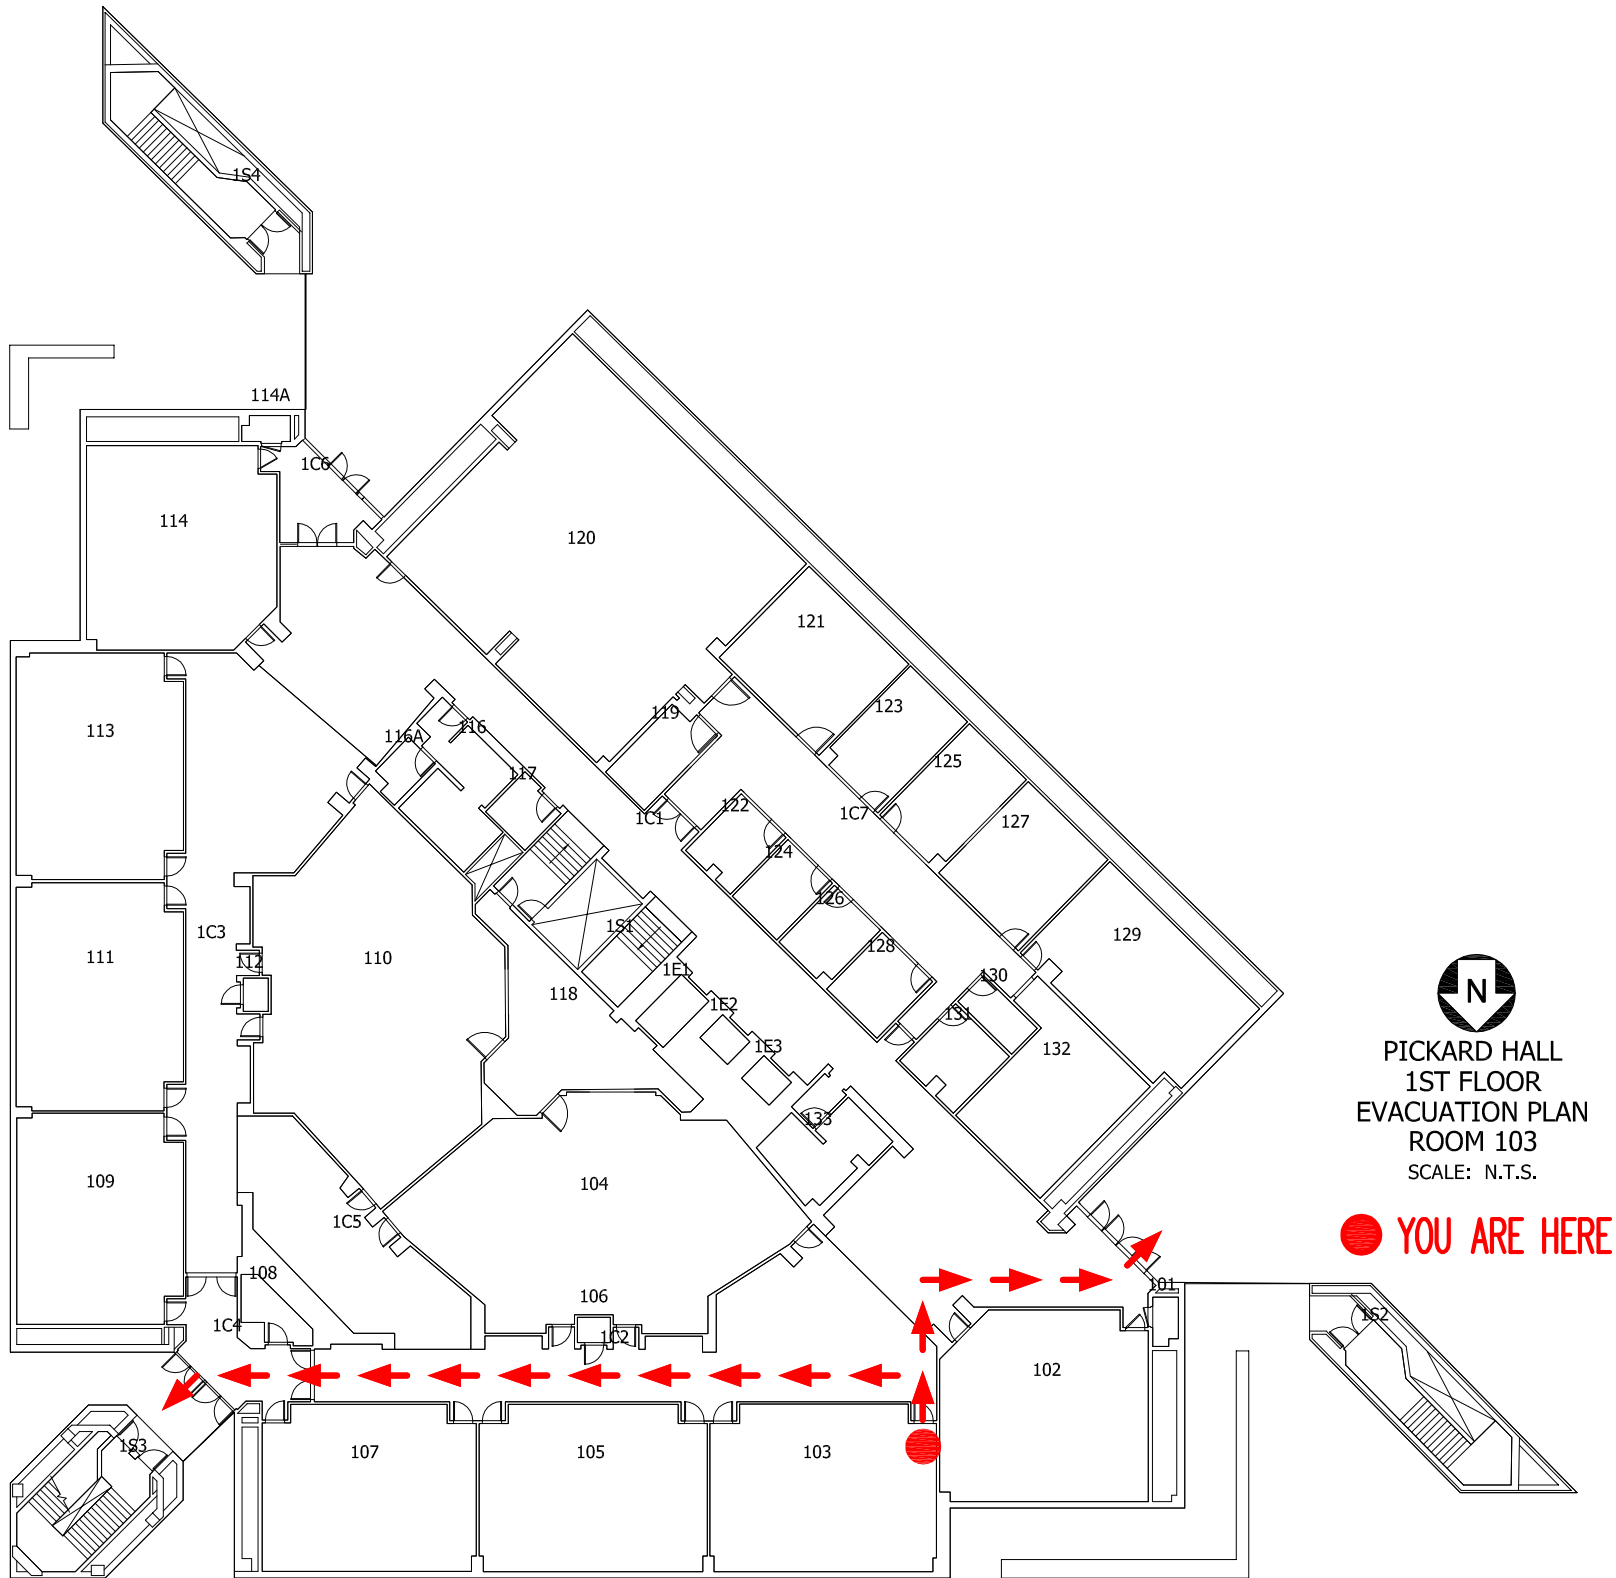 1S4
114A
1C6
114
120
121
113
123
119
116
116A
125
117
122
1C7
127
1C1
124
126
1S1
1C3
129
128
111
110
112
1E1
130
118
1E2
131
1E3
132
133
109
104
1C5
108
101
106
1C4
1C2
1S2
102
1S3
107
105
103
N
PICKARD HALL
1ST FLOOR
EVACUATION PLAN
ROOM 103
SCALE: N.T.S.
YOU ARE HERE